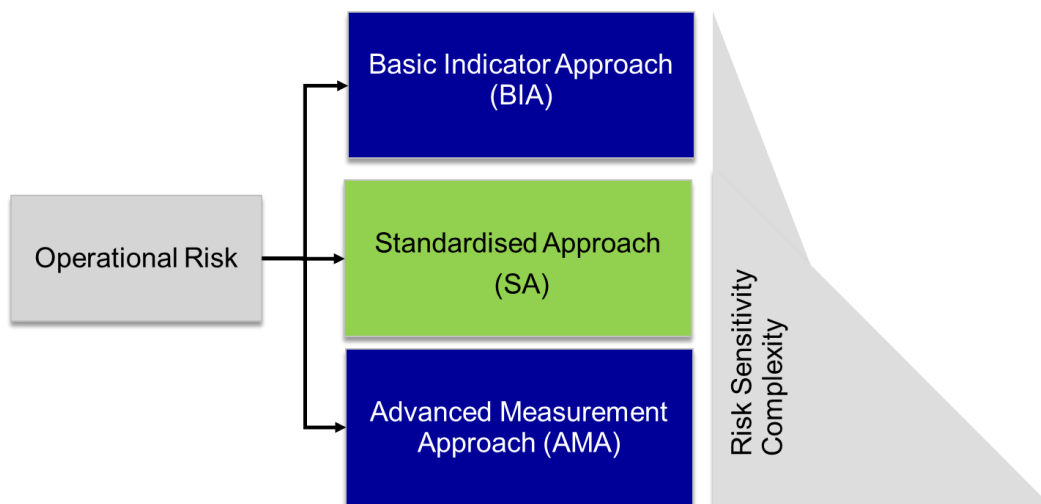 Basic Indicator Approach
(BIA)
Operational Risk
Standardised Approach
(SA)
Advanced Measurement
Approach (AMA)
Risk Sensitivity
Complexity